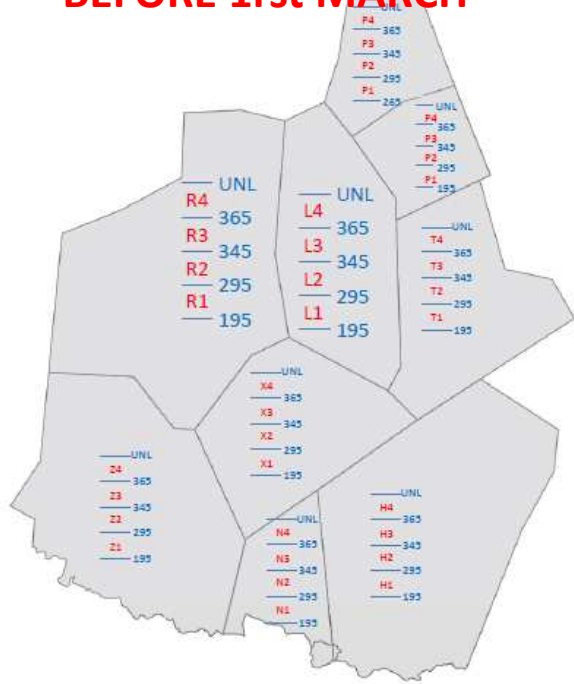 BEFORE 1rst MARCH
UNL
P4
365
P3
345
P2
295
P1
265
UNL
P4
365
P3
345
P2
295
P1
195
UNL
R4
365
R3
345
R2
295
R1
195
UNL
L4
365
L3
345
L2
295
L1
195
UNL
T4
365
T3
345
T2
295
T1
195
UNL
X4
365
X3
345
X2
295
X1
195
UNL
Z4
365
Z3
345
Z2
295
Z1
195
UNL
H4
365
H3
345
H2
295
H1
195
UNL
N4
365
N3
345
N2
295
N1
195